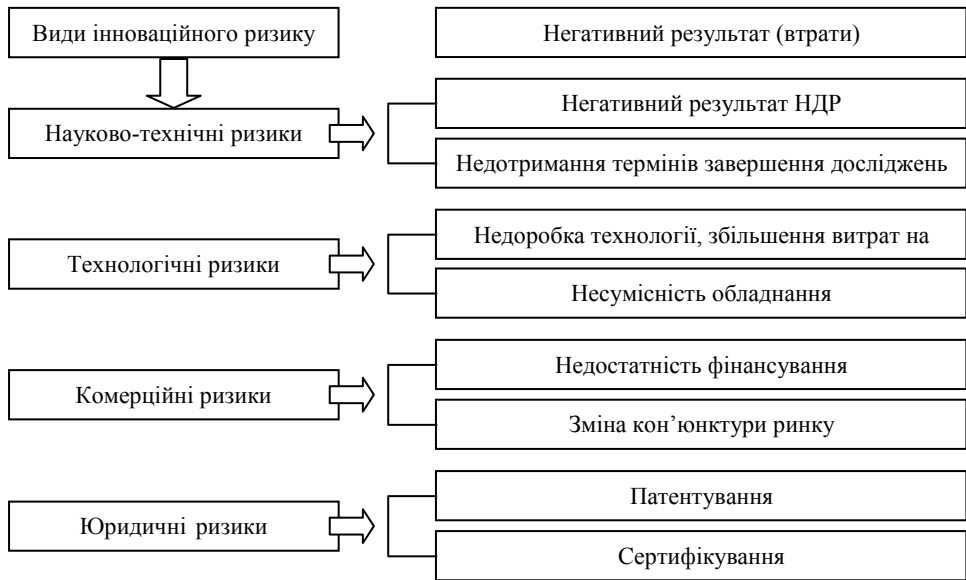 Види інноваційного ризику
Негативний результат (втрати)
Науково-технічні ризики
Негативний результат НДР
Недотримання термінів завершення досліджень
Технологічні ризики
Недоробка технології, збільшення витрат на
Несумісність обладнання
Комерційні ризики
Недостатність фінансування
Зміна кон’юнктури ринку
Юридичні ризики
Патентування
Сертифікування